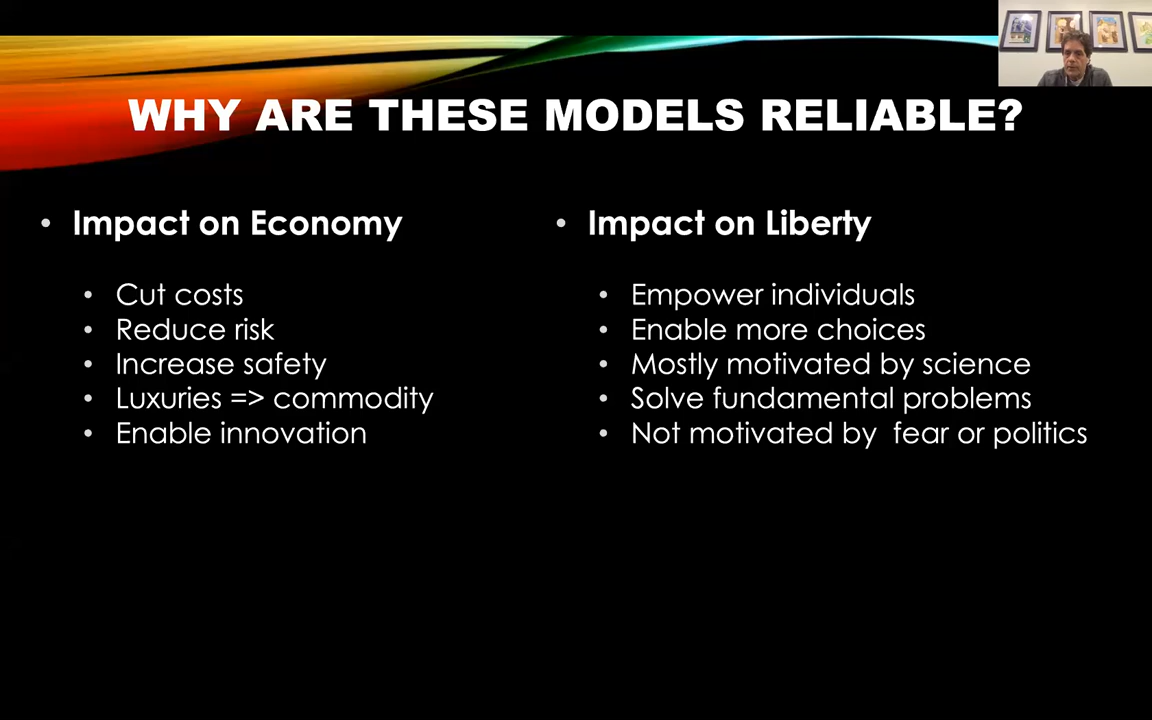 WHY ARE THESE MODELS RELIABLE?
• Impact on Economy
• Cut costs
• Reduce risk
• Increase safety
• Luxuries => commodity
• Enable innovation
• Impact on Liberty
• Empower individuals
• Enable more choices
• Mostly motivated by science
• Solve fundamental problems
• Not motivated by  fear or politics